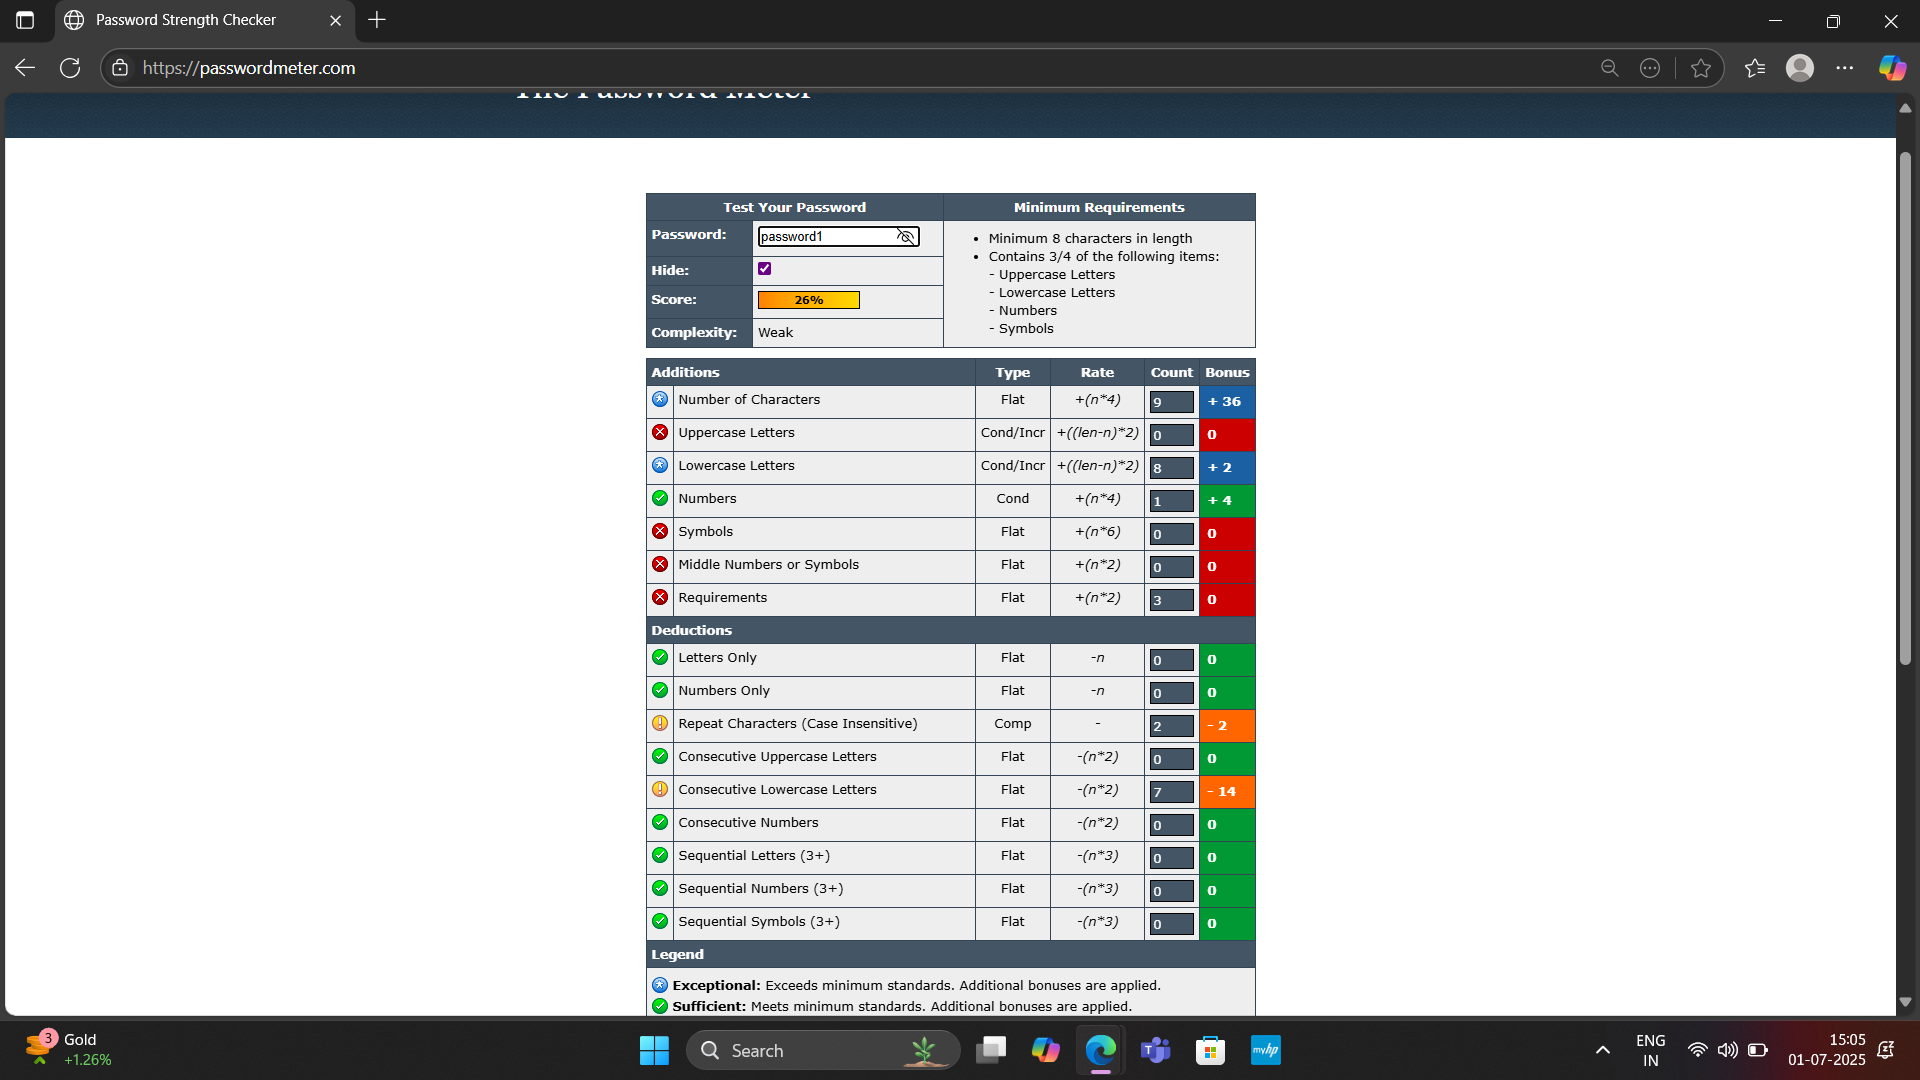 Password Strength Checker
https://passwordmeter.com
The Password Meter
Test Your Password Minimum Requirements
Password: password1
Hide:
Score: 26%
Complexity: Weak
• Minimum 8 characters in length
• Contains 3/4 of the following items:
- Uppercase Letters
- Lowercase Letters
- Numbers
- Symbols
Additions Type Rate Count Bonus
Number of Characters Flat +(n*4) 9 + 36
Uppercase Letters Cond/Incr +((len-n)*2) 0 0
Lowercase Letters Cond/Incr +((len-n)*2) 8 + 2
Numbers Cond +(n*4) 1 + 4
Symbols Flat +(n*6) 0 0
Middle Numbers or Symbols Flat +(n*2) 0 0
Requirements Flat +(n*2) 3 0
Deductions
Letters Only Flat -n 0 0
Numbers Only Flat -n 0 0
Repeat Characters (Case Insensitive) Comp - 2 - 2
Consecutive Uppercase Letters Flat -(n*2) 0 0
Consecutive Lowercase Letters Flat -(n*2) 7 - 14
Consecutive Numbers Flat -(n*2) 0 0
Sequential Letters (3+) Flat -(n*3) 0 0
Sequential Numbers (3+) Flat -(n*3) 0 0
Sequential Symbols (3+) Flat -(n*3) 0 0
Legend
Exceptional: Exceeds minimum standards. Additional bonuses are applied.
Sufficient: Meets minimum standards. Additional bonuses are applied.
3 Gold
+1.26%
Search
T
myhp
ENG
IN
15:05
01-07-2025